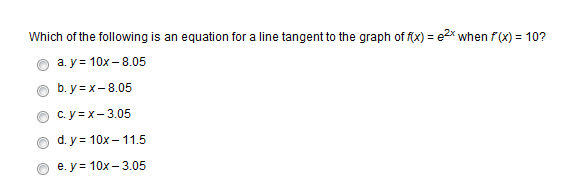 Which of the following is an equation for a line tangent to the graph of f(x) = e²ˣ when f'(x) = 10?
a. y = 10x – 8.05
b. y = x – 8.05
c. y = x – 3.05
d. y = 10x – 11.5
e. y = 10x – 3.05